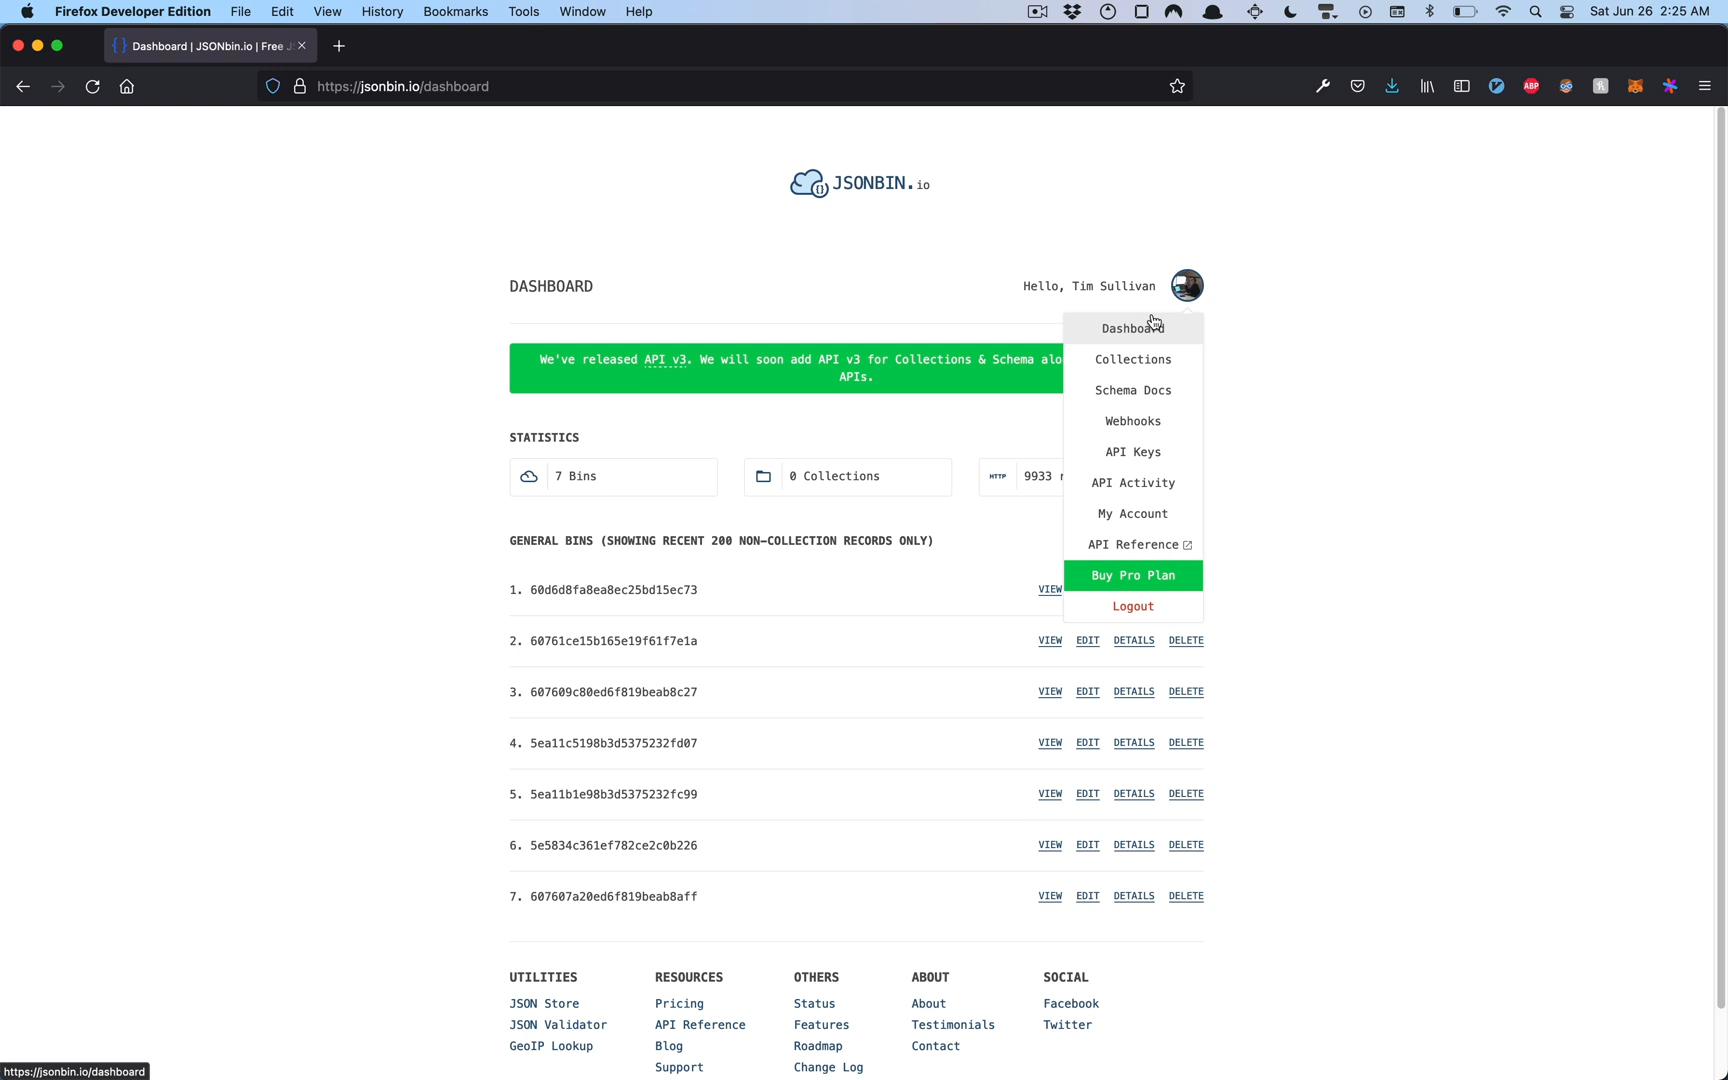 Firefox Developer Edition File Edit View History Bookmarks Tools Window Help Sat Jun 26 2:25 AM
Dashboard | JSONbin.io | Free
https://jsonbin.io/dashboard
ABP
{} JSONBIN.io
DASHBOARD
Hello, Tim Sullivan
We've released API v3. We will soon add API v3 for Collections & Schema alo
APIs.
Dashboard
Collections
Schema Docs
Webhooks
API Keys
API Activity
My Account
API Reference
Buy Pro Plan
Logout
STATISTICS
7 Bins
0 Collections
HTTP 9933
GENERAL BINS (SHOWING RECENT 200 NON-COLLECTION RECORDS ONLY)
1. 60d6d8fa8ea8ec25bd15ec73 VIEW
2. 60761ce15b165e19f61f7e1a VIEW EDIT DETAILS DELETE
3. 607609c80ed6f819beab8c27 VIEW EDIT DETAILS DELETE
4. 5ea11c5198b3d5375232fd07 VIEW EDIT DETAILS DELETE
5. 5ea11b1e98b3d5375232fc99 VIEW EDIT DETAILS DELETE
6. 5e5834c361ef782ce2c0b226 VIEW EDIT DETAILS DELETE
7. 607607a20ed6f819beab8aff VIEW EDIT DETAILS DELETE
UTILITIES
JSON Store
JSON Validator
GeoIP Lookup
RESOURCES
Pricing
API Reference
Blog
Support
OTHERS
Status
Features
Roadmap
Change Log
ABOUT
About
Testimonials
Contact
SOCIAL
Facebook
Twitter
https://jsonbin.io/dashboard